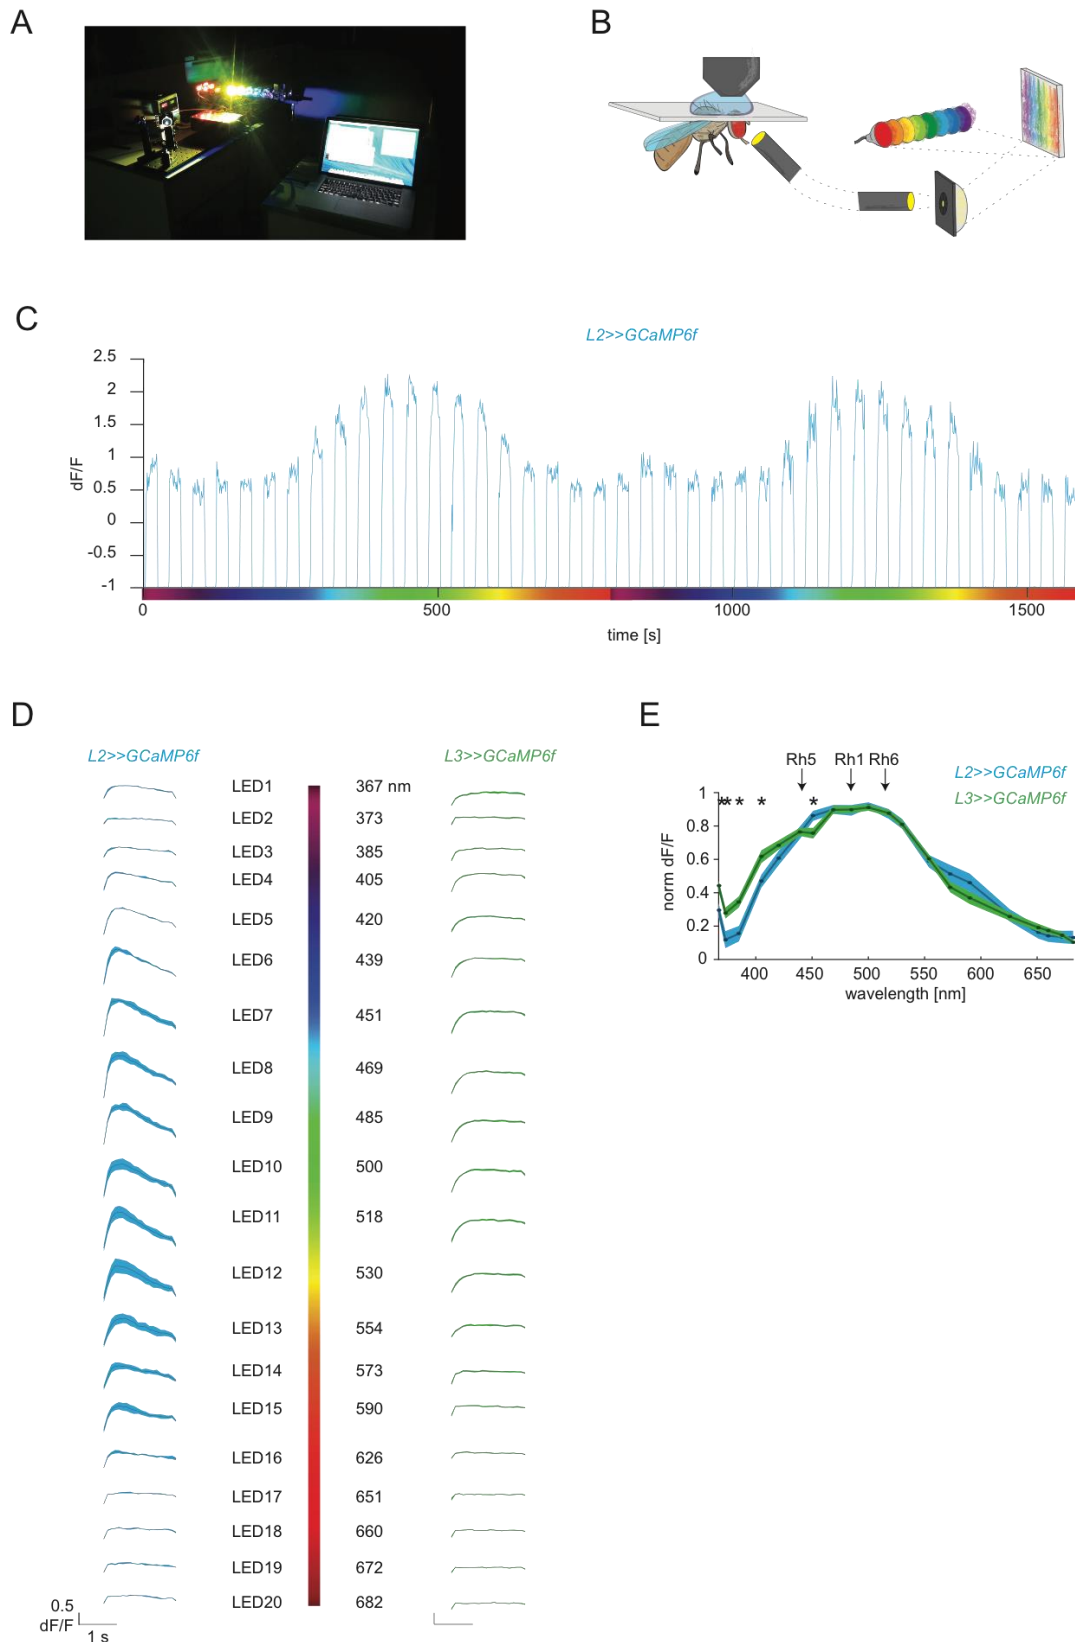 A
B
C
L2>>GCaMP6f
2.5
2
1.5
1
0.5
0
-0.5
-1
dF/F
0
500
1000
1500
time [s]
D
L2>>GCaMP6f
L3>>GCaMP6f
LED1 367 nm
LED2 373
LED3 385
LED4 405
LED5 420
LED6 439
LED7 451
LED8 469
LED9 485
LED10 500
LED11 518
LED12 530
LED13 554
LED14 573
LED15 590
LED16 626
LED17 651
LED18 660
LED19 672
LED20 682
0.5
dF/F
1 s
E
Rh5 Rh1 Rh6
L2>>GCaMP6f
L3>>GCaMP6f
* * * * *
1
0.8
0.6
0.4
0.2
0
norm dF/F
400 450 500 550 600 650
wavelength [nm]